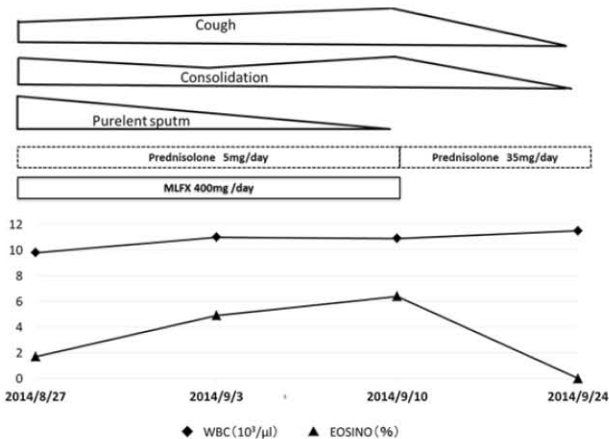 Cough
Consolidation
Purelent sputm
Prednisolone 5mg/day Prednisolone 35mg/day
MLFX 400mg /day
12
10
8
6
4
2
0
2014/8/27 2014/9/3 2014/9/10 2014/9/24
WBC(10³/μl) EOSINO(%)